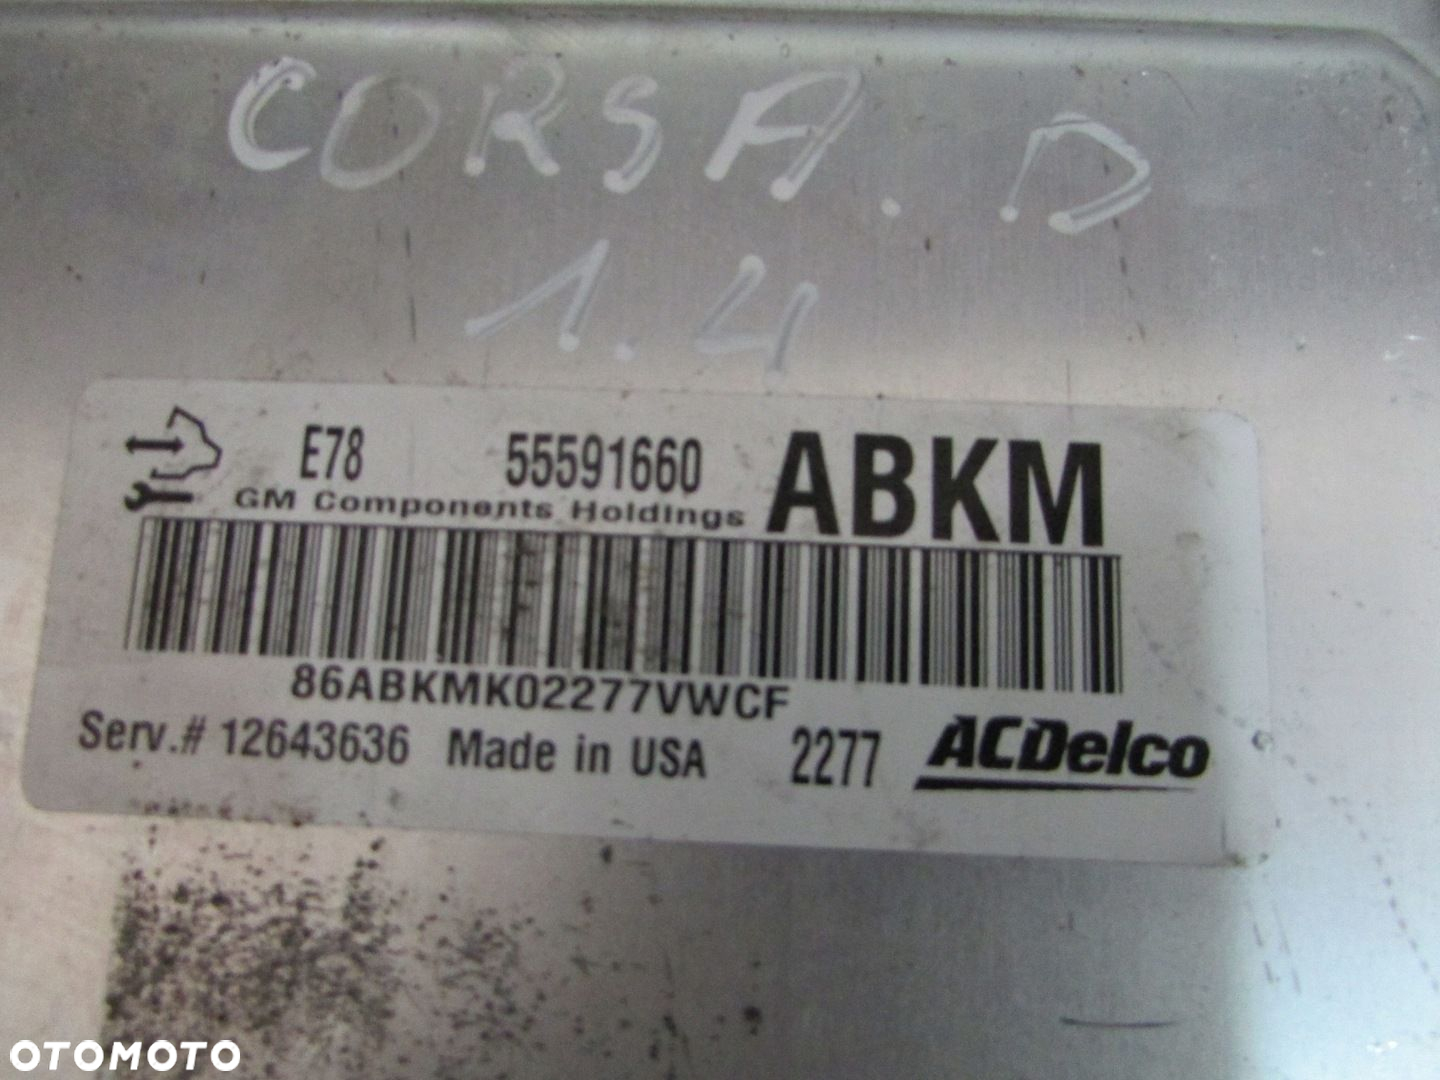 CORSA. D
1.4
E78 55591660 ABKM
GM Components Holdings
86ABKMK02277VWCF
Serv.# 12643636 Made in USA 2277 ACDelco
OTOMOTO